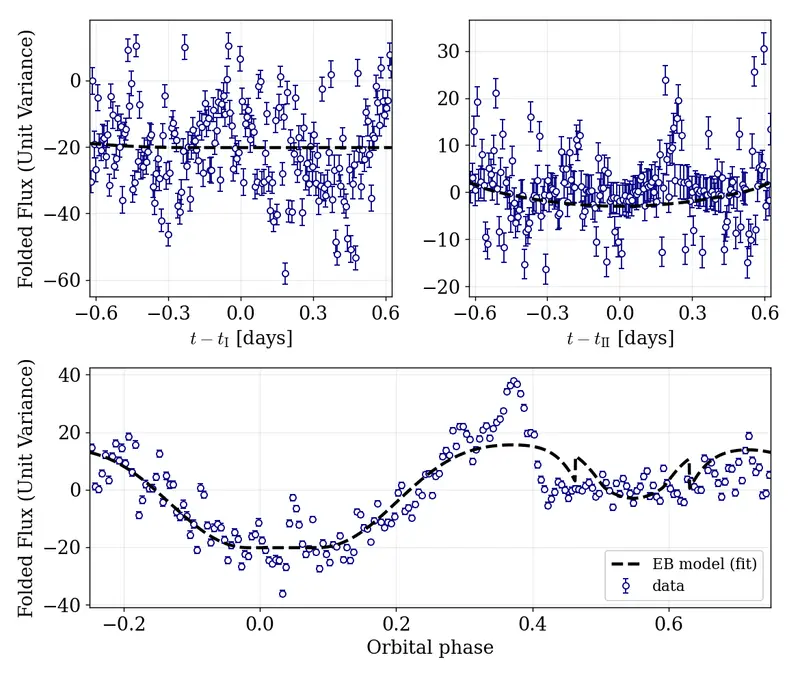 Folded Flux (Unit Variance)
0
−20
−40
−60
−0.6 −0.3 0.0 0.3 0.6
t − tI [days]
30
20
10
0
−10
−20
−0.6 −0.3 0.0 0.3 0.6
t − tII [days]
Folded Flux (Unit Variance)
40
20
0
−20
−40
−0.2 0.0 0.2 0.4 0.6
Orbital phase
EB model (fit)
data